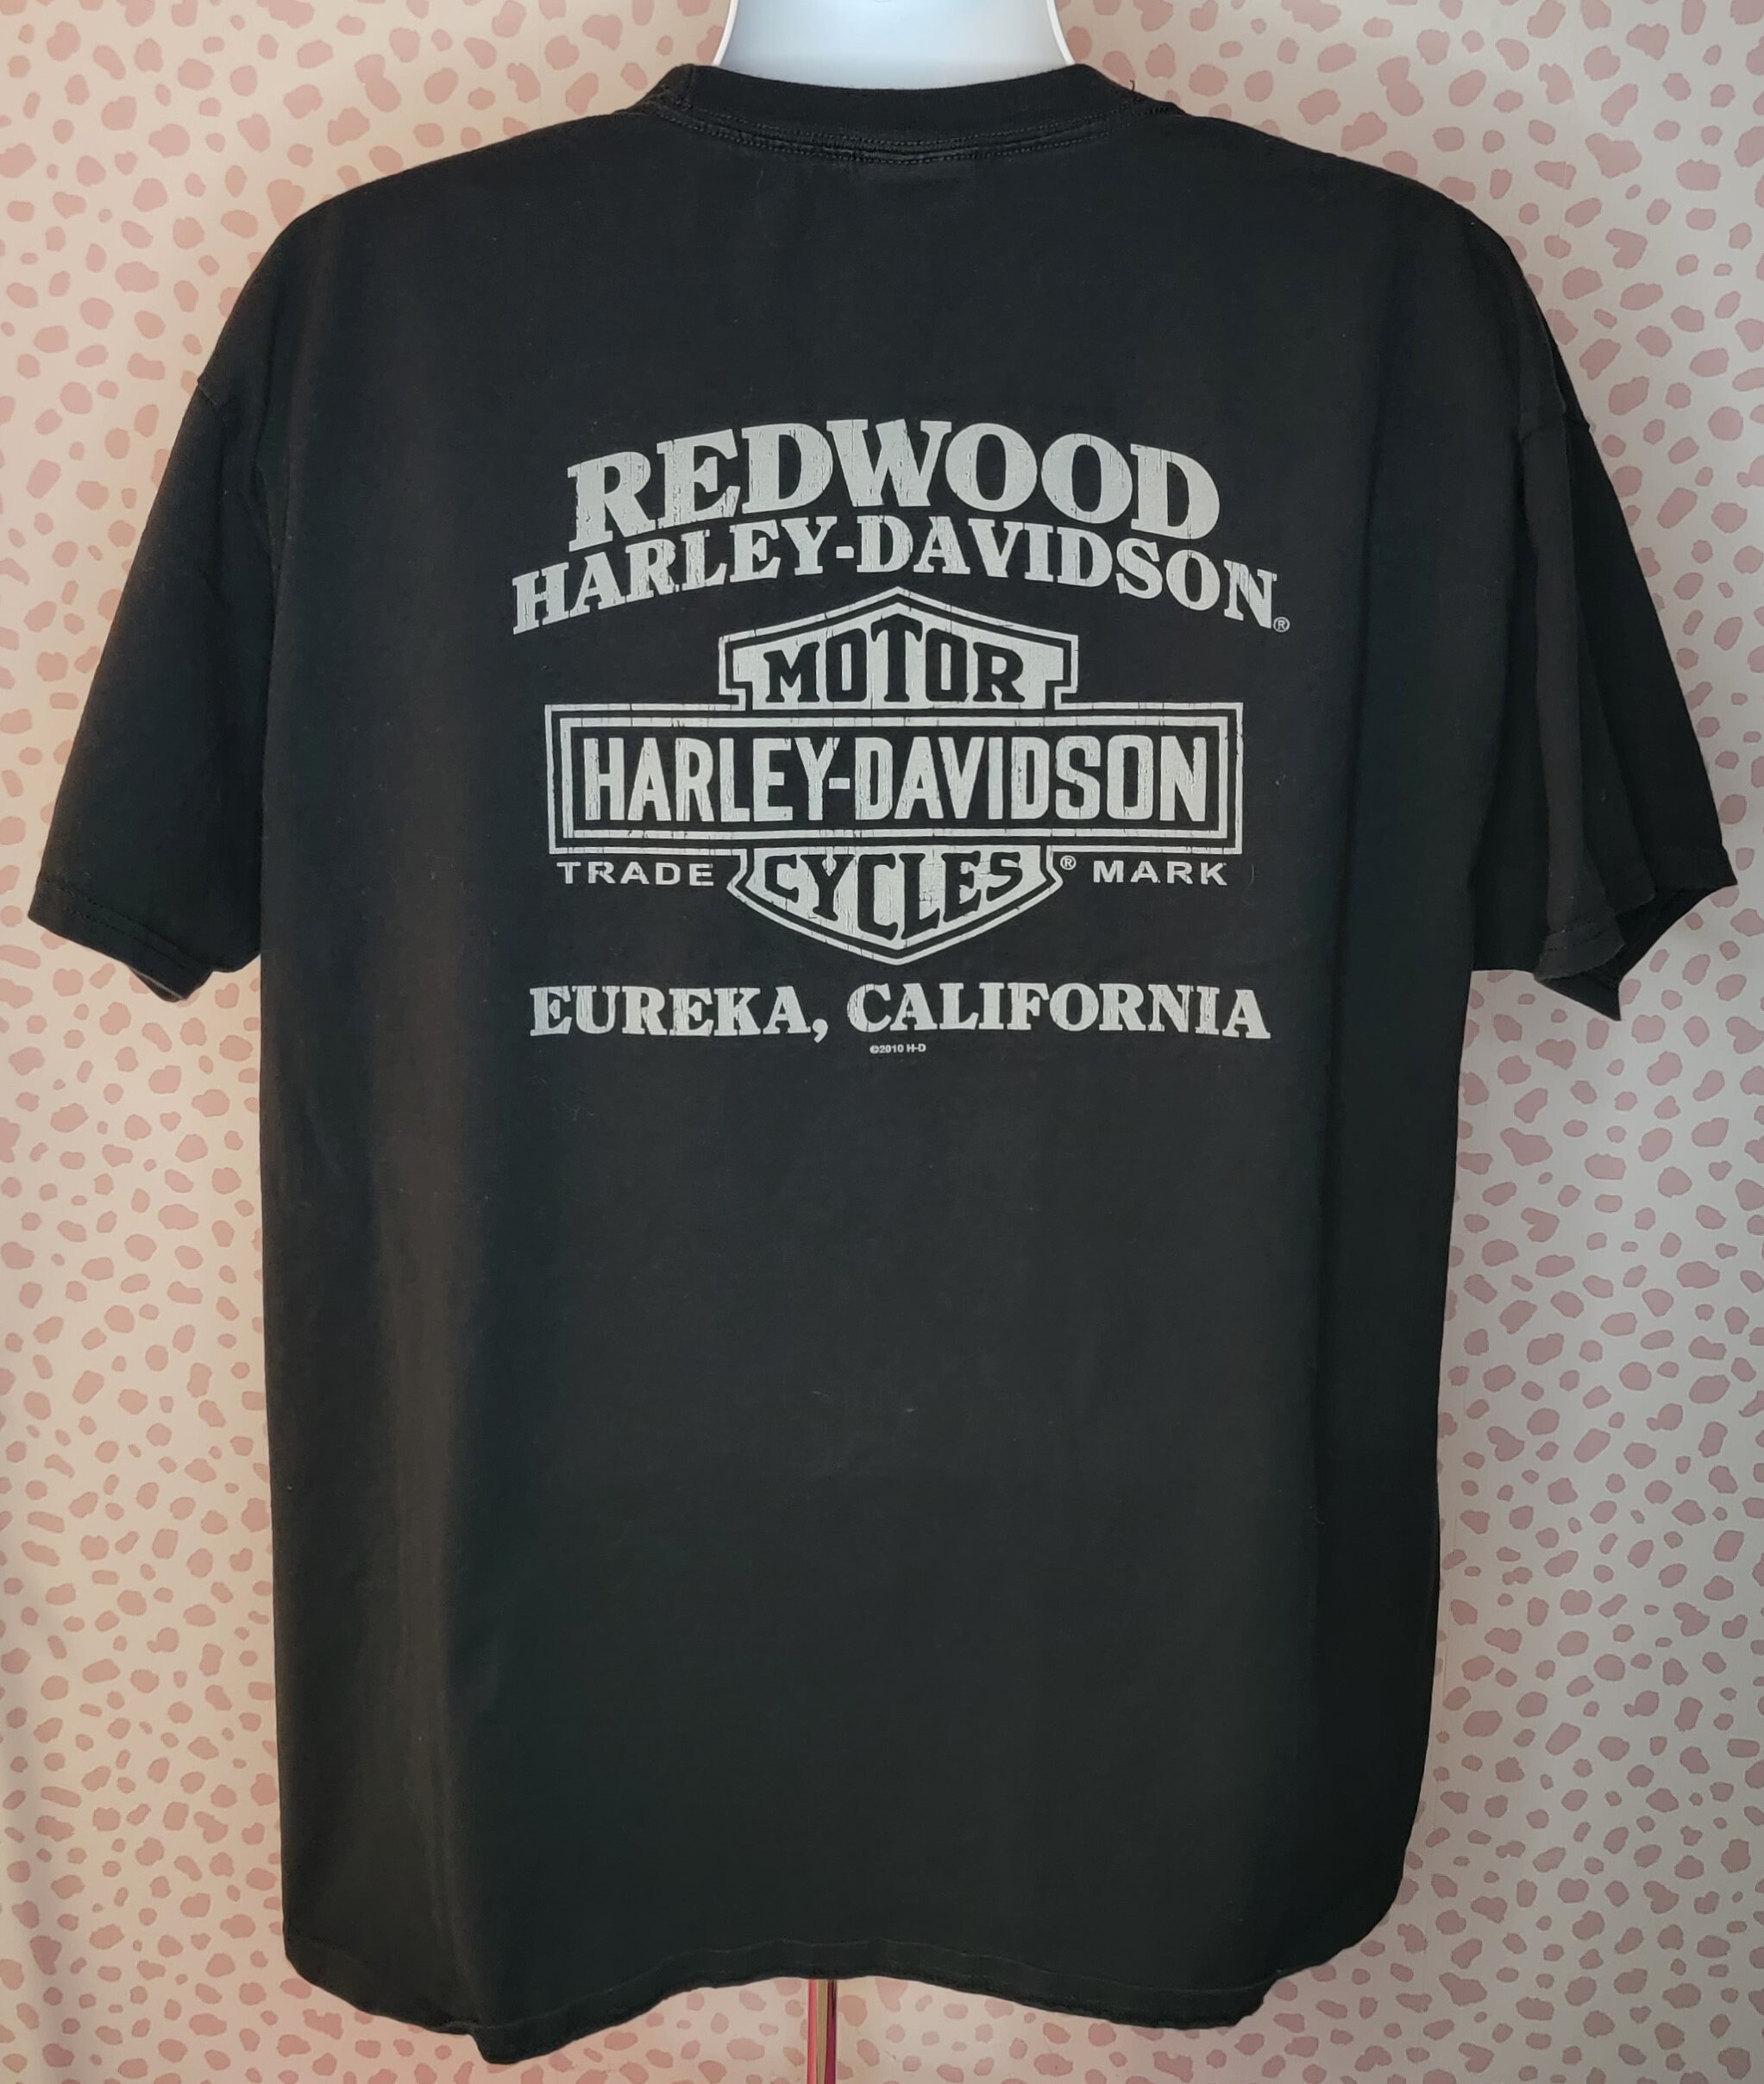 REDWOOD
HARLEY-DAVIDSON®
MOTOR
HARLEY-DAVIDSON
TRADE CYCLES® MARK
EUREKA, CALIFORNIA
©2010 H-D